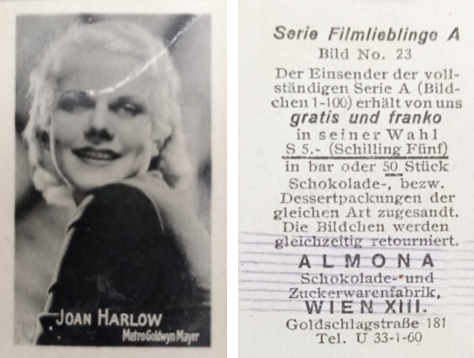 JOAN HARLOW
Metro Goldwyn Mayer
Serie Filmlieblinge A
Bild No. 23
Der Einsender der voll-
ständigen Serie A (Bild-
chen 1-100) erhält von uns
gratis und franko
in seiner Wahl
S 5.- (Schilling Fünf)
in bar oder 50 Stück
Schokolade-, bezw.
Dessertpackungen der
gleichen Art zugesandt.
Die Bildchen werden
gleichzeitig retourniert.
ALMONA
Schokolade- und
Zuckerwarenfabrik,
WIEN XIII.
Goldschlagstraße 181
Tel. U 33-1-60